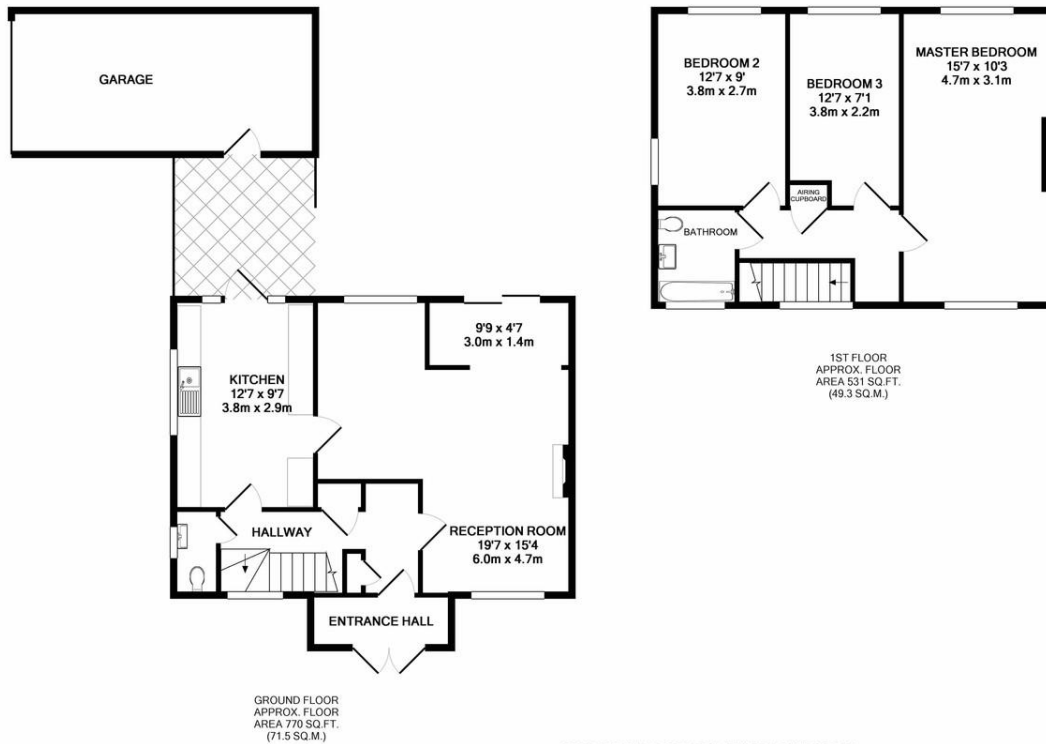 GARAGE
KITCHEN
12'7 x 9'7
3.8m x 2.9m
9'9 x 4'7
3.0m x 1.4m
HALLWAY
RECEPTION ROOM
19'7 x 15'4
6.0m x 4.7m
ENTRANCE HALL
GROUND FLOOR
APPROX. FLOOR
AREA 770 SQ.FT.
(71.5 SQ.M.)
BEDROOM 2
12'7 x 9'
3.8m x 2.7m
BEDROOM 3
12'7 x 7'1
3.8m x 2.2m
MASTER BEDROOM
15'7 x 10'3
4.7m x 3.1m
AIRING
CUPBOARD
BATHROOM
1ST FLOOR
APPROX. FLOOR
AREA 531 SQ.FT.
(49.3 SQ.M.)